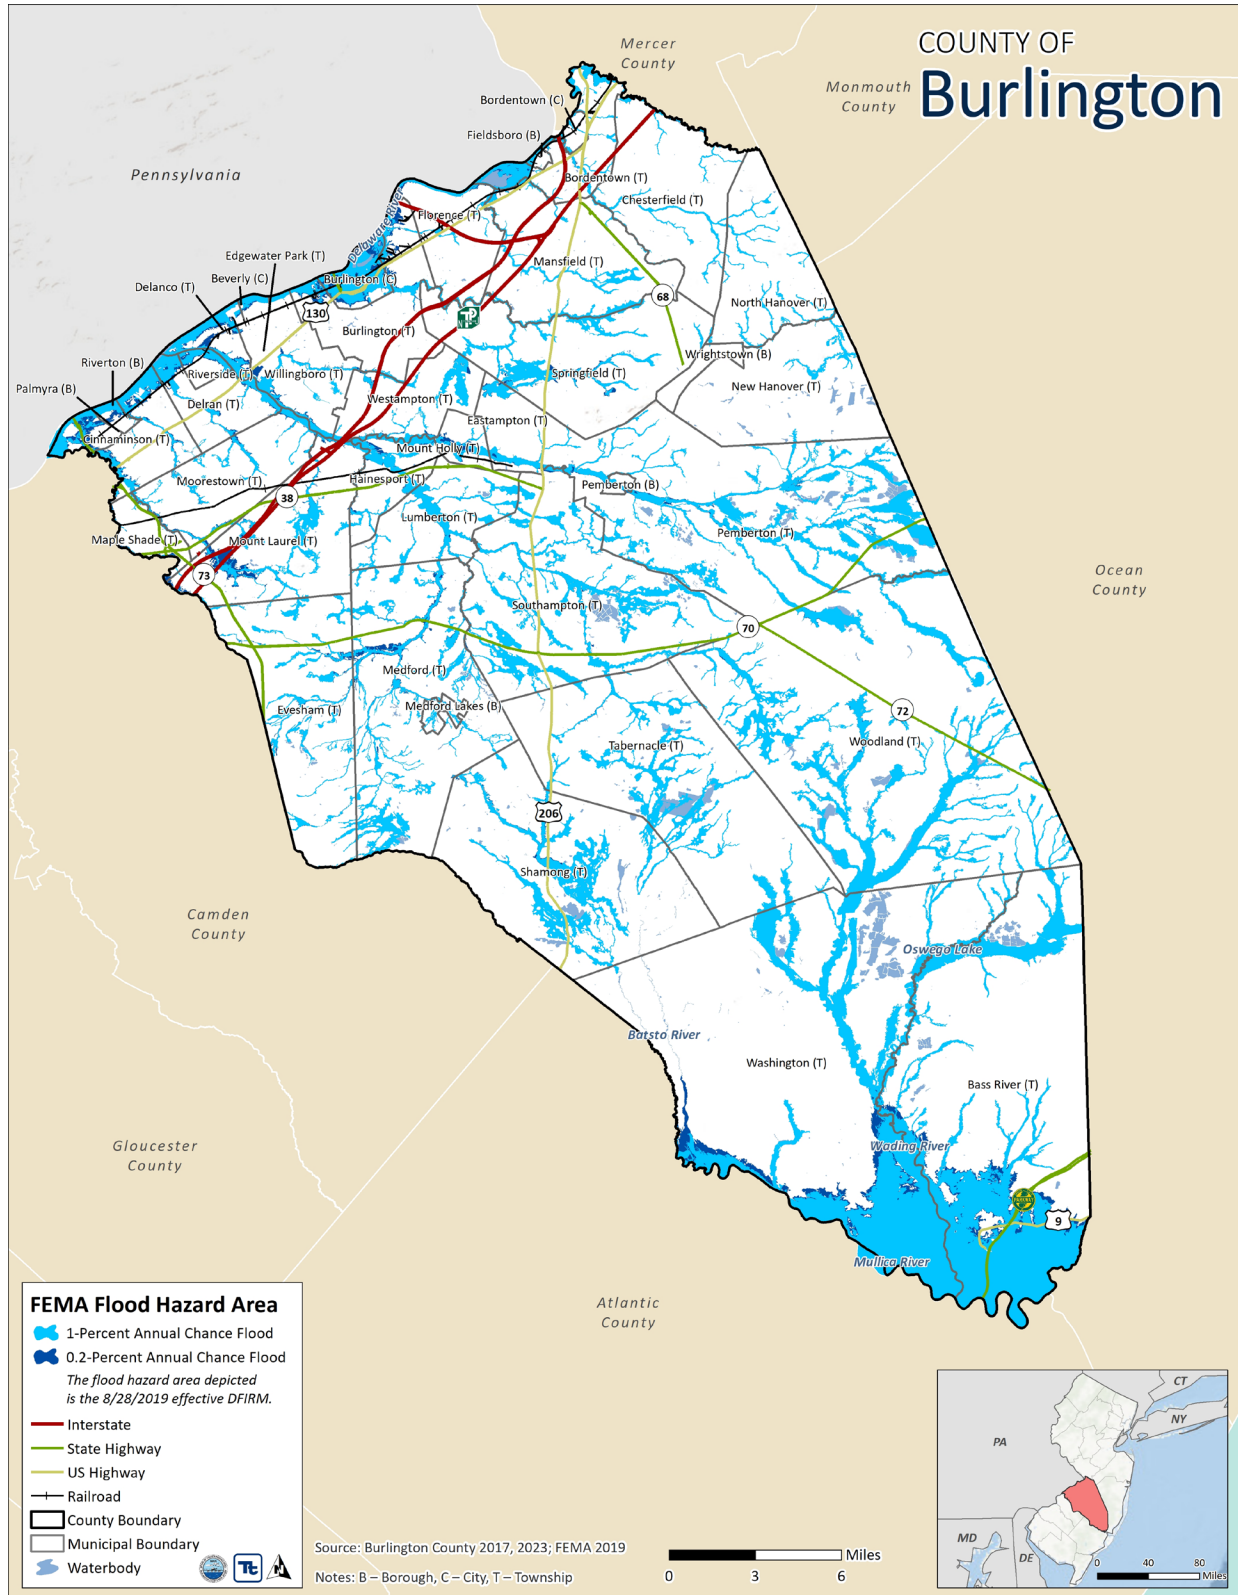 COUNTY OF
Burlington
Mercer
County
Monmouth
County
Pennsylvania
Bordentown (C)
Fieldsboro (B)
Bordentown (T)
Chesterfield (T)
Florence (T)
Delaware River
Edgewater Park (T)
Mansfield (T)
Beverly (C)
Burlington (C)
Delanco (T)
68
North Hanover (T)
130
Burlington (T)
Wrightstown (B)
Riverton (B)
Riverside (T)
Willingboro (T)
Springfield (T)
New Hanover (T)
Palmyra (B)
Delran (T)
Westampton (T)
Eastampton (T)
Cinnaminson (T)
Mount Holly (T)
Moorestown (T)
Hainesport (T)
Pemberton (B)
38
Lumberton (T)
Pemberton (T)
Maple Shade (T)
Mount Laurel (T)
73
Ocean
County
Southampton (T)
70
Medford (T)
Evesham (T)
Medford Lakes (B)
72
Tabernacle (T)
Woodland (T)
206
Shamong (T)
Camden
County
Oswego Lake
Batsto River
Washington (T)
Bass River (T)
Gloucester
County
Wading River
9
Mullica River
Atlantic
County
FEMA Flood Hazard Area
1-Percent Annual Chance Flood
0.2-Percent Annual Chance Flood
The flood hazard area depicted
is the 8/28/2019 effective DFIRM.
Interstate
State Highway
US Highway
Railroad
County Boundary
Municipal Boundary
Waterbody
Source: Burlington County 2017, 2023; FEMA 2019
Notes: B – Borough, C – City, T – Township
Miles
0 3 6
CT
NY
PA
MD
DE
0 40 80
Miles